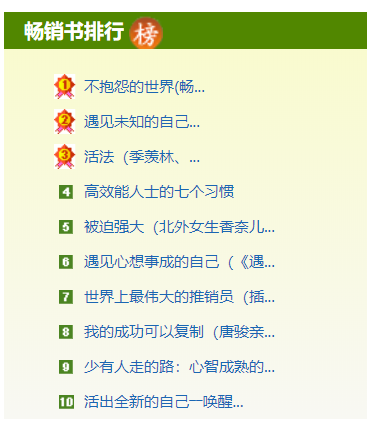 畅销书排行 榜
1 不抱怨的世界(畅...
2 遇见未知的自己...
3 活法（季羡林、...
4 高效能人士的七个习惯
5 被迫强大（北外女生香奈儿...
6 遇见心想事成的自己（《遇...
7 世界上最伟大的推销员（插...
8 我的成功可以复制（唐骏亲...
9 少有人走的路：心智成熟的...
10 活出全新的自己一唤醒...